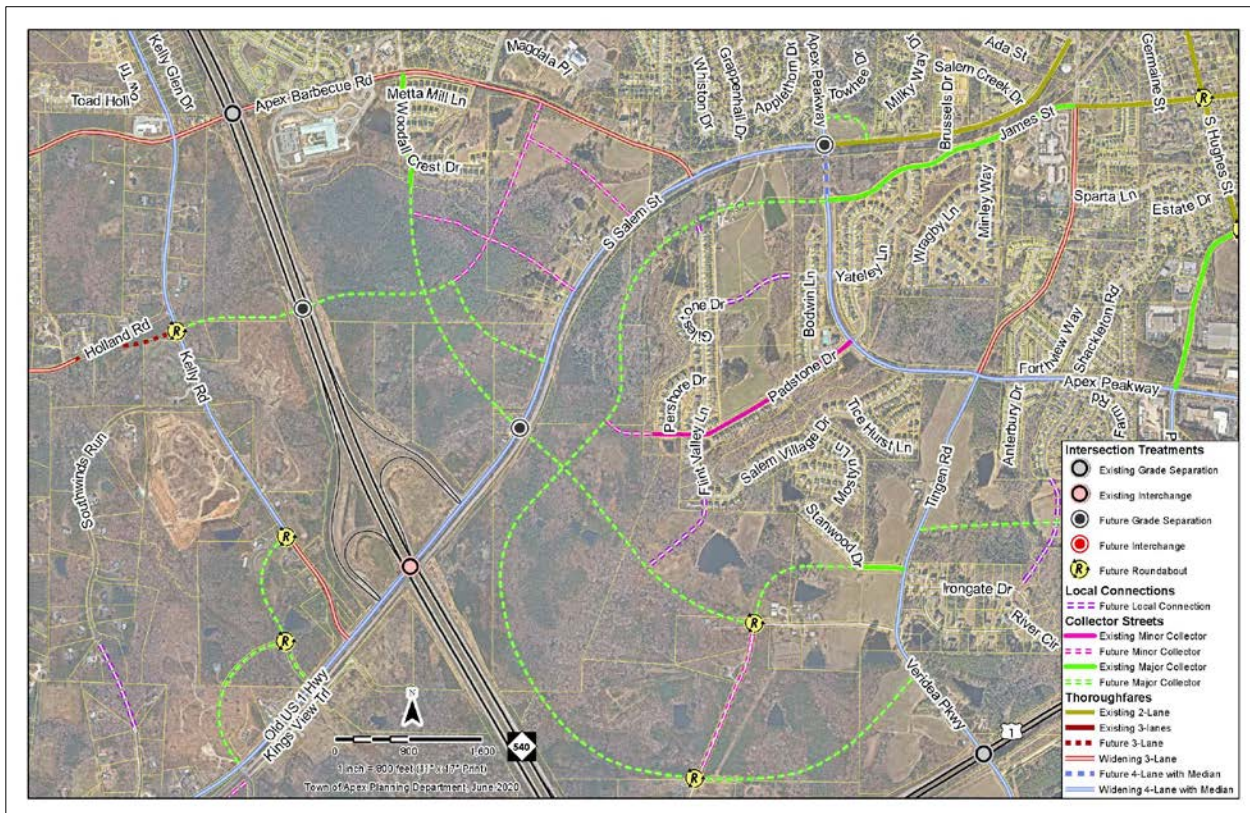 Kelly Glen Dr
Toad Holl
Ow Trl
Apex-Barbecue Rd
Metta Mill Ln
Woodall Crest Dr
Magdala Pl
Whiston Dr
Grappenhall Dr
Applethorn Dr
Apex Peakway
Towhee Dr
Milky Way Dr
Brussels Dr
Salem Creek Dr
Ada St
Germaine St
S Hughes St
James St
Sparta Ln
Estate Dr
Minley Way
Wragby Ln
Yateley Ln
Bodwin Ln
S Salem St
Holland Rd
Kelly Rd
Pershore Dr
Padstone Dr
Flint Valley Ln
Salem Village Dr
Tice Hurst Ln
Mostyn Ln
Stanwood Dr
Tingen Rd
Anterbury Dr
Forthview Way
Shackleton Rd
Farm Rd
Apex Peakway
Southwinds Run
Irongate Dr
River Cir
Veridea Pkwy
Old US 1 Hwy
Kings View Trl
R
R
R
R
R
R
1
540
N
0 800 1,600
1 inch = 800 feet (11" x 17" Print)
Town of Apex Planning Department, June 2020
Intersection Treatments
Existing Grade Separation
Existing Interchange
Future Grade Separation
Future Interchange
R Future Roundabout
Local Connections
Future Local Connection
Collector Streets
Existing Minor Collector
Future Minor Collector
Existing Major Collector
Future Major Collector
Thoroughfares
Existing 2-Lane
Existing 3-lanes
Future 3-Lane
Widening 3-Lane
Future 4-Lane with Median
Widening 4-Lane with Median